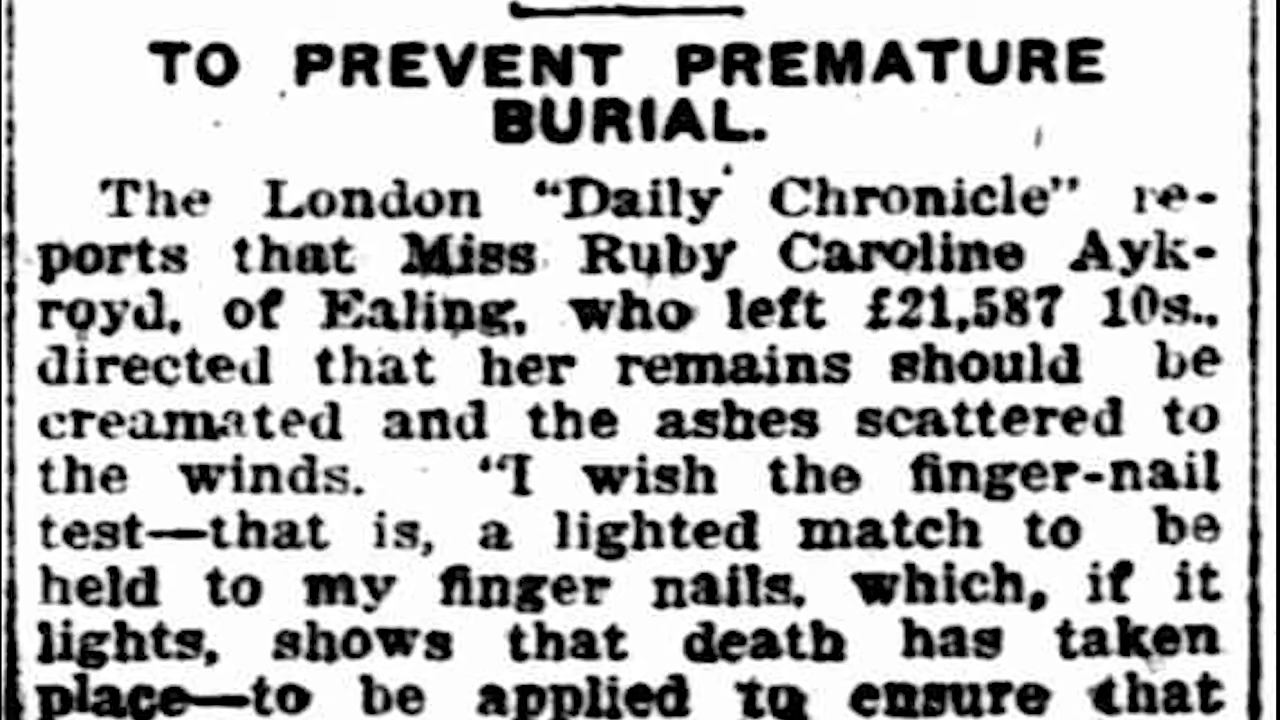 TO PREVENT PREMATURE
BURIAL.
The London "Daily Chronicle" re-
ports that Miss Ruby Caroline Ayk-
royd, of Ealing, who left £21,587 10s.,
directed that her remains should be
creamated and the ashes scattered to
the winds. "I wish the finger-nail
test—that is, a lighted match to be
held to my finger nails, which, if it
lights, shows that death has taken
place—to be applied to ensure that